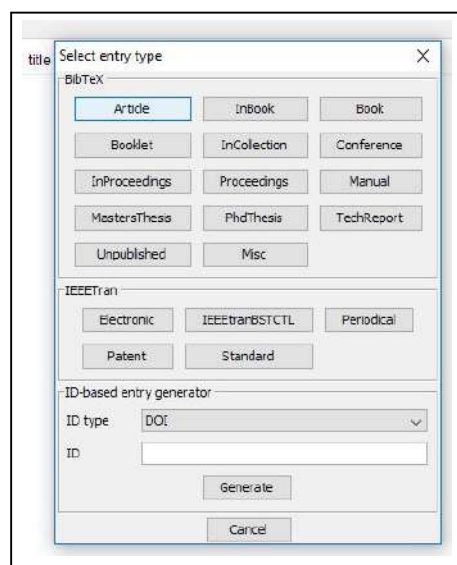 title
Select entry type
BibTeX
Article InBook Book
Booklet InCollection Conference
InProceedings Proceedings Manual
MastersThesis PhdThesis TechReport
Unpublished Misc
IEEETran
Electronic IEEEtranBSTCTL Periodical
Patent Standard
ID-based entry generator
ID type DOI
ID
Generate
Cancel